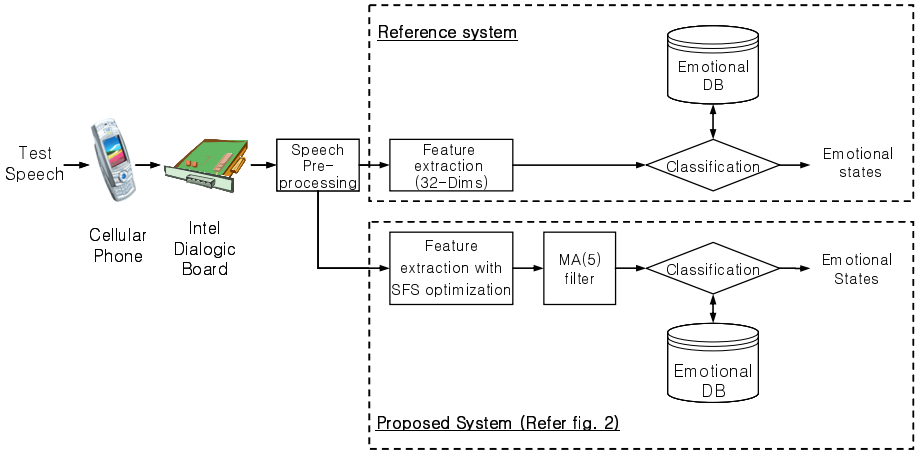 Reference system
Emotional
DB
Test
Speech
Cellular
Phone
Intel
Dialogic
Board
Speech
Pre-
processing
Feature
extraction
(32-Dims)
Classification
Emotional
states
Feature
extraction with
SFS optimization
MA(5)
filter
Classification
Emotional
States
Emotional
DB
Proposed System (Refer fig. 2)